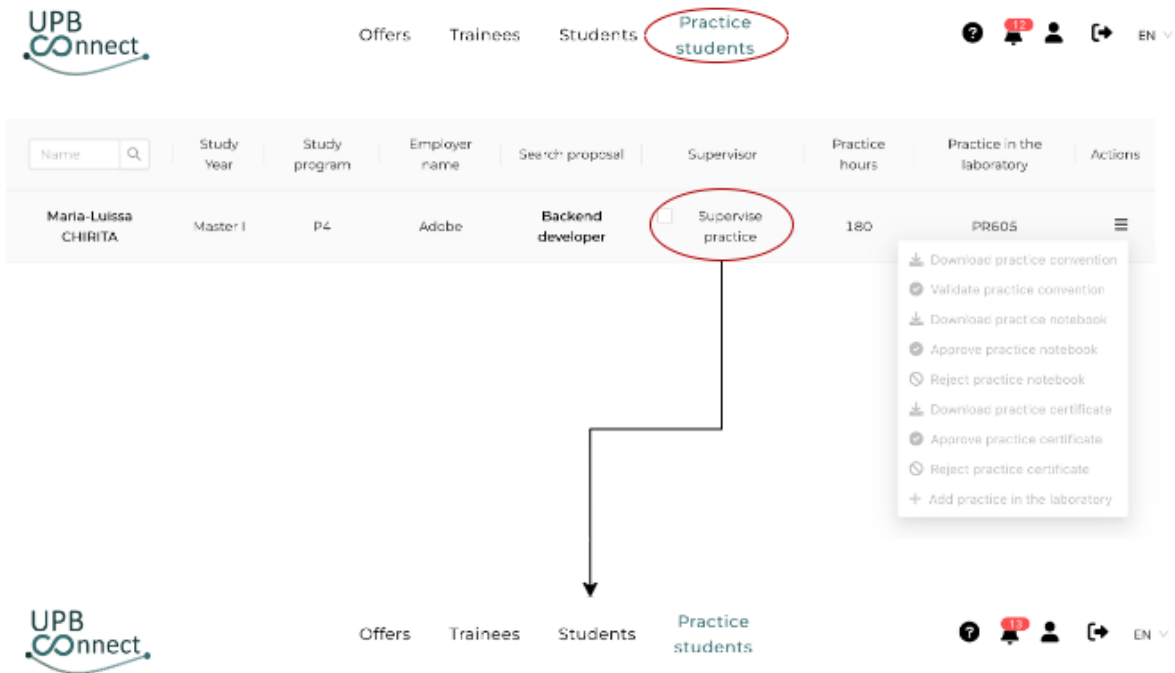 UPB
COnnect
Offers Trainees Students Practice students 12 EN
Name Study Year Study program Employer name Search proposal Supervisor Practice hours Practice in the laboratory Actions
Maria-Luissa CHIRITA Master I P4 Adobe Backend developer Supervise practice 180 PR605
Download practice convention
Validate practice convention
Download practice notebook
Approve practice notebook
Reject practice notebook
Download practice certificate
Approve practice certificate
Reject practice certificate
Add practice in the laboratory
UPB
COnnect
Offers Trainees Students Practice students 13 EN